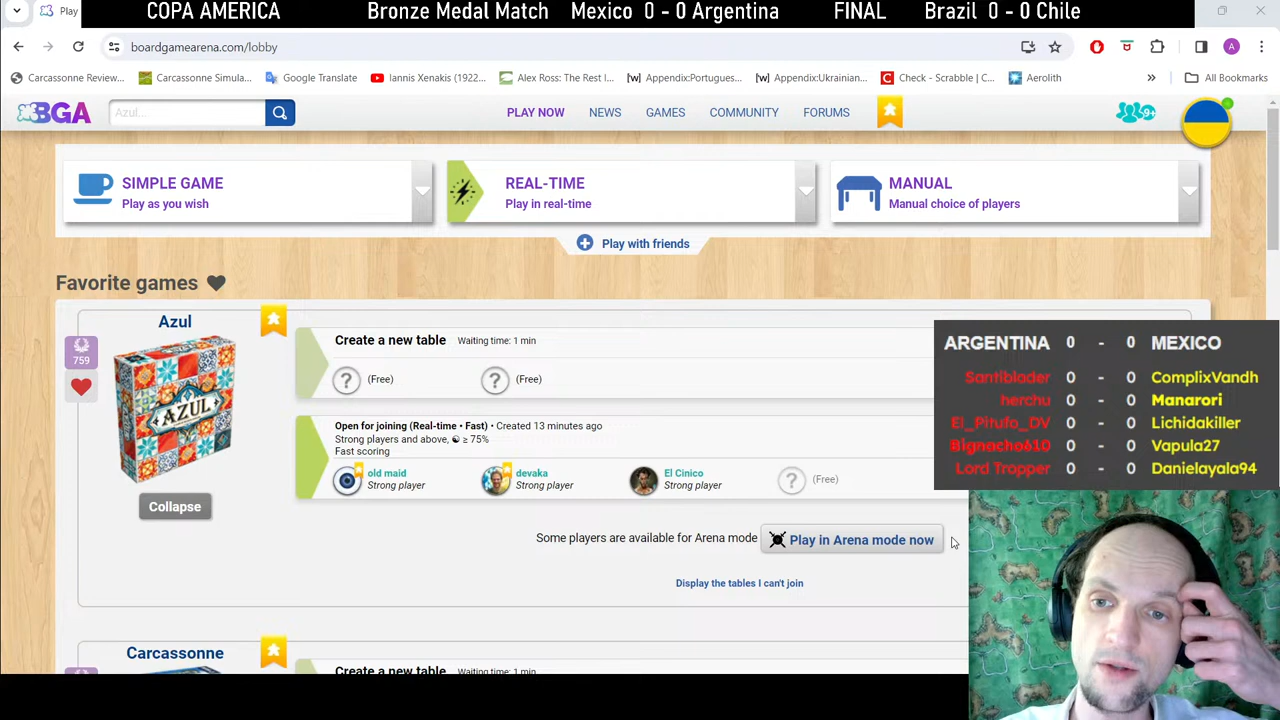 COPA AMERICA Bronze Medal Match Mexico 0 - 0 Argentina FINAL Brazil 0 - 0 Chile
Play
boardgamearena.com/lobby
A
Carcassonne Review... Carcassonne Simula... Google Translate Iannis Xenakis (1922... Alex Ross: The Rest I... [w] Appendix:Portugues... [w] Appendix:Ukrainian... Check - Scrabble | C... Aerolith » All Bookmarks
BGA Azul... PLAY NOW NEWS GAMES COMMUNITY FORUMS 9+
SIMPLE GAME
Play as you wish
REAL-TIME
Play in real-time
MANUAL
Manual choice of players
Play with friends
Favorite games
Azul
759
AZUL
Collapse
Create a new table Waiting time: 1 min
? (Free) ? (Free)
Open for joining (Real-time • Fast) • Created 13 minutes ago
Strong players and above, ≥ 75%
Fast scoring
old maid
Strong player
devaka
Strong player
El Cinico
Strong player
? (Free)
Some players are available for Arena mode Play in Arena mode now
Display the tables I can't join
ARGENTINA 0 - 0 MEXICO
Santiblader 0 - 0 ComplixVandh
herchu 0 - 0 Manarori
El_Pitufo_DV 0 - 0 Lichidakiller
Bignacho610 0 - 0 Vapula27
Lord Tropper 0 - 0 Danielayala94
Carcassonne
Create a new table Waiting time: 1 min